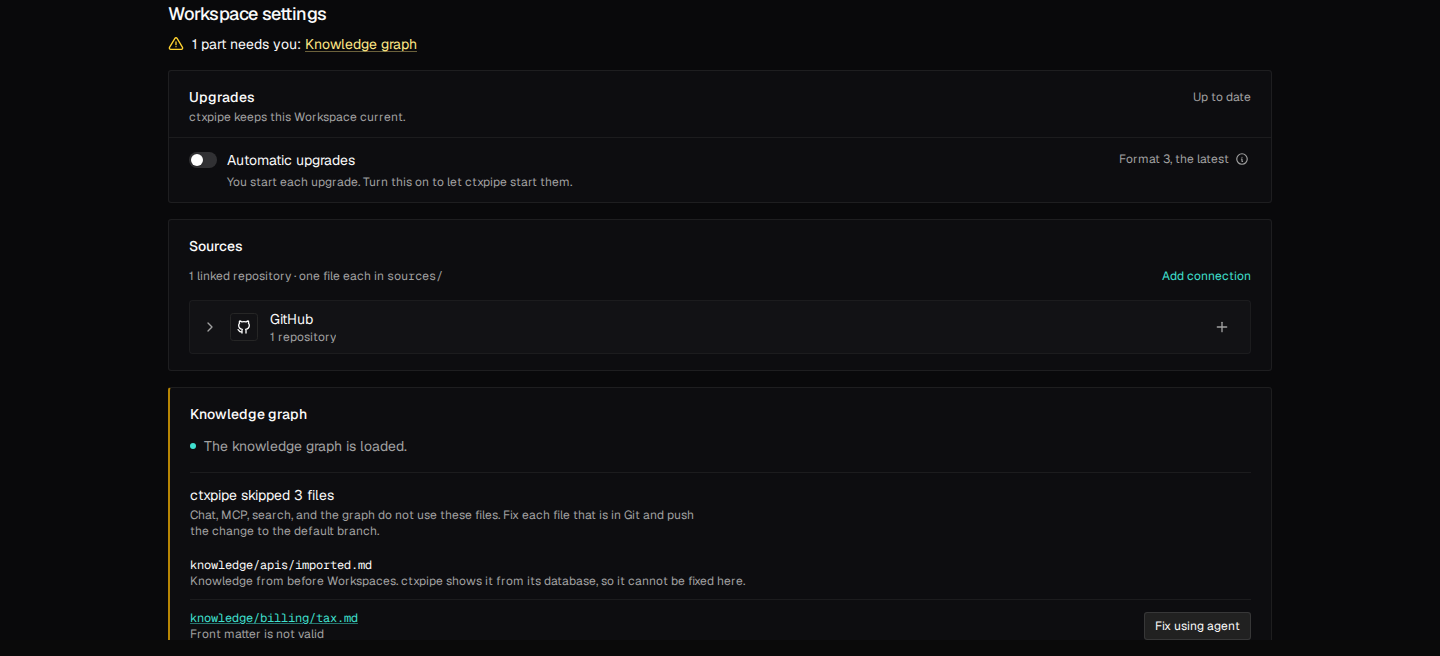 Workspace settings
1 part needs you: Knowledge graph
Upgrades
Up to date
ctxpipe keeps this Workspace current.
Automatic upgrades
Format 3, the latest
You start each upgrade. Turn this on to let ctxpipe start them.
Sources
1 linked repository · one file each in sources/
Add connection
GitHub
1 repository
Knowledge graph
The knowledge graph is loaded.
ctxpipe skipped 3 files
Chat, MCP, search, and the graph do not use these files. Fix each file that is in Git and push
the change to the default branch.
knowledge/apis/imported.md
Knowledge from before Workspaces. ctxpipe shows it from its database, so it cannot be fixed here.
knowledge/billing/tax.md
Fix using agent
Front matter is not valid